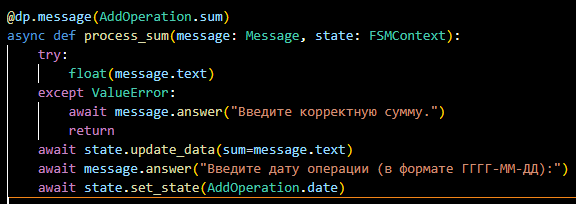 @dp.message(AddOperation.sum)
async def process_sum(message: Message, state: FSMContext):
    try:
        float(message.text)
    except ValueError:
        await message.answer("Введите корректную сумму.")
        return
    await state.update_data(sum=message.text)
    await message.answer("Введите дату операции (в формате ГГГГ-ММ-ДД):")
    await state.set_state(AddOperation.date)